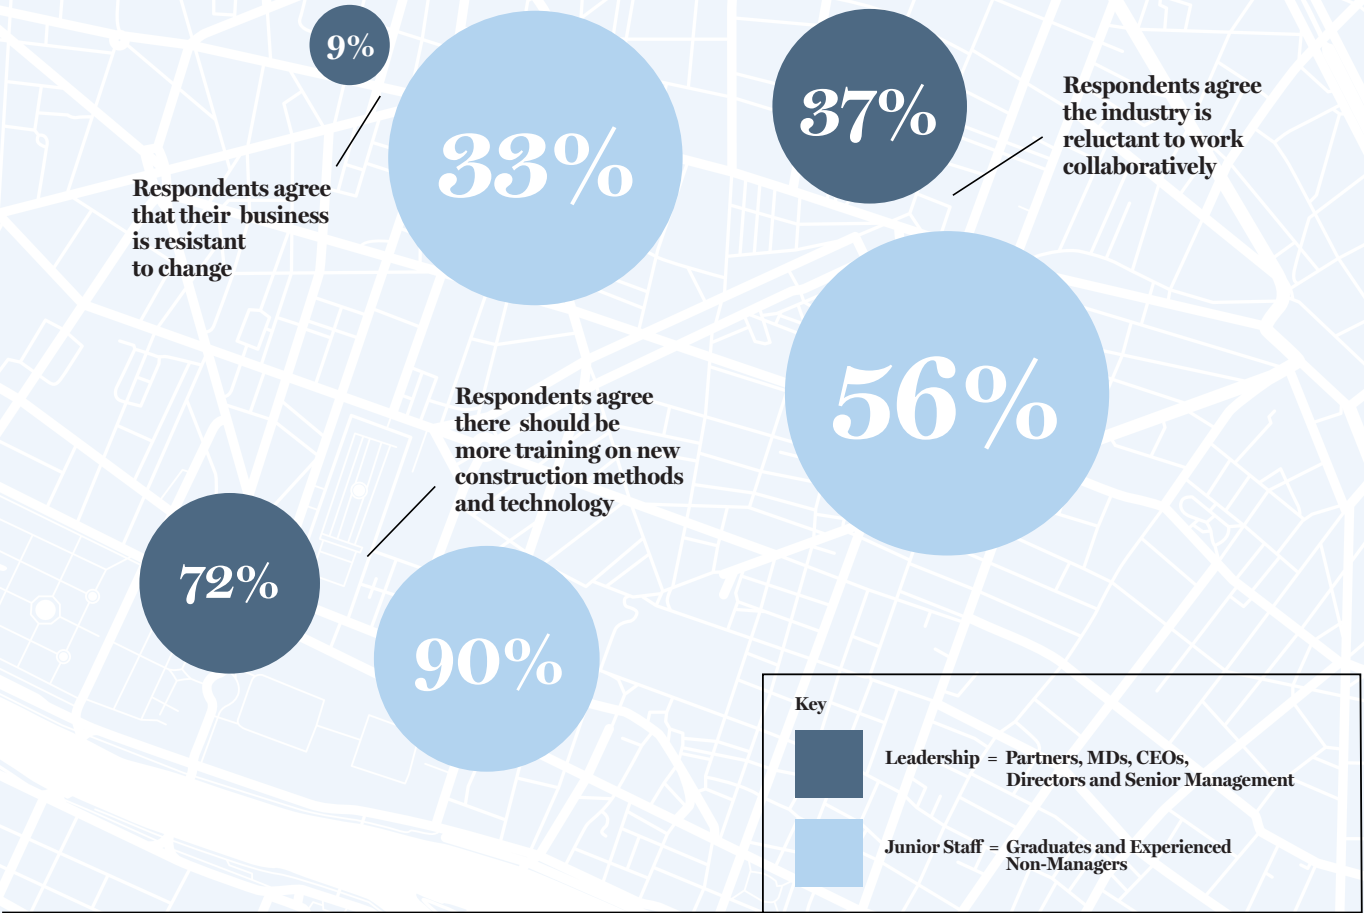 9%
33%
Respondents agree
that their business
is resistant
to change
37%
Respondents agree
the industry is
reluctant to work
collaboratively
56%
Respondents agree
there should be
more training on new
construction methods
and technology
72%
90%
Key
Leadership = Partners, MDs, CEOs,
Directors and Senior Management
Junior Staff = Graduates and Experienced
Non-Managers